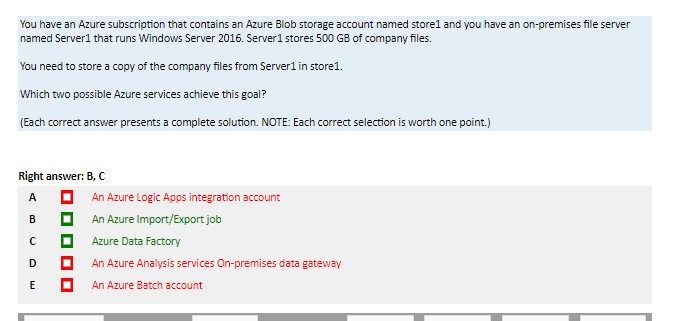 You have an Azure subscription that contains an Azure Blob storage account named store1 and you have an on-premises file server
named Server1 that runs Windows Server 2016. Server1 stores 500 GB of company files.
You need to store a copy of the company files from Server1 in store1.
Which two possible Azure services achieve this goal?
(Each correct answer presents a complete solution. NOTE: Each correct selection is worth one point.)
Right answer: B, C
A An Azure Logic Apps integration account
B An Azure Import/Export job
C Azure Data Factory
D An Azure Analysis services On-premises data gateway
E An Azure Batch account